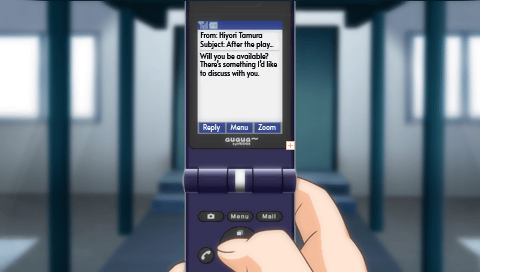 From: Hiyori Tamura
Subject: After the play...
Will you be available?
There's something I'd like
to discuss with you.
Reply Menu Zoom
GUGUG
Menu Mail